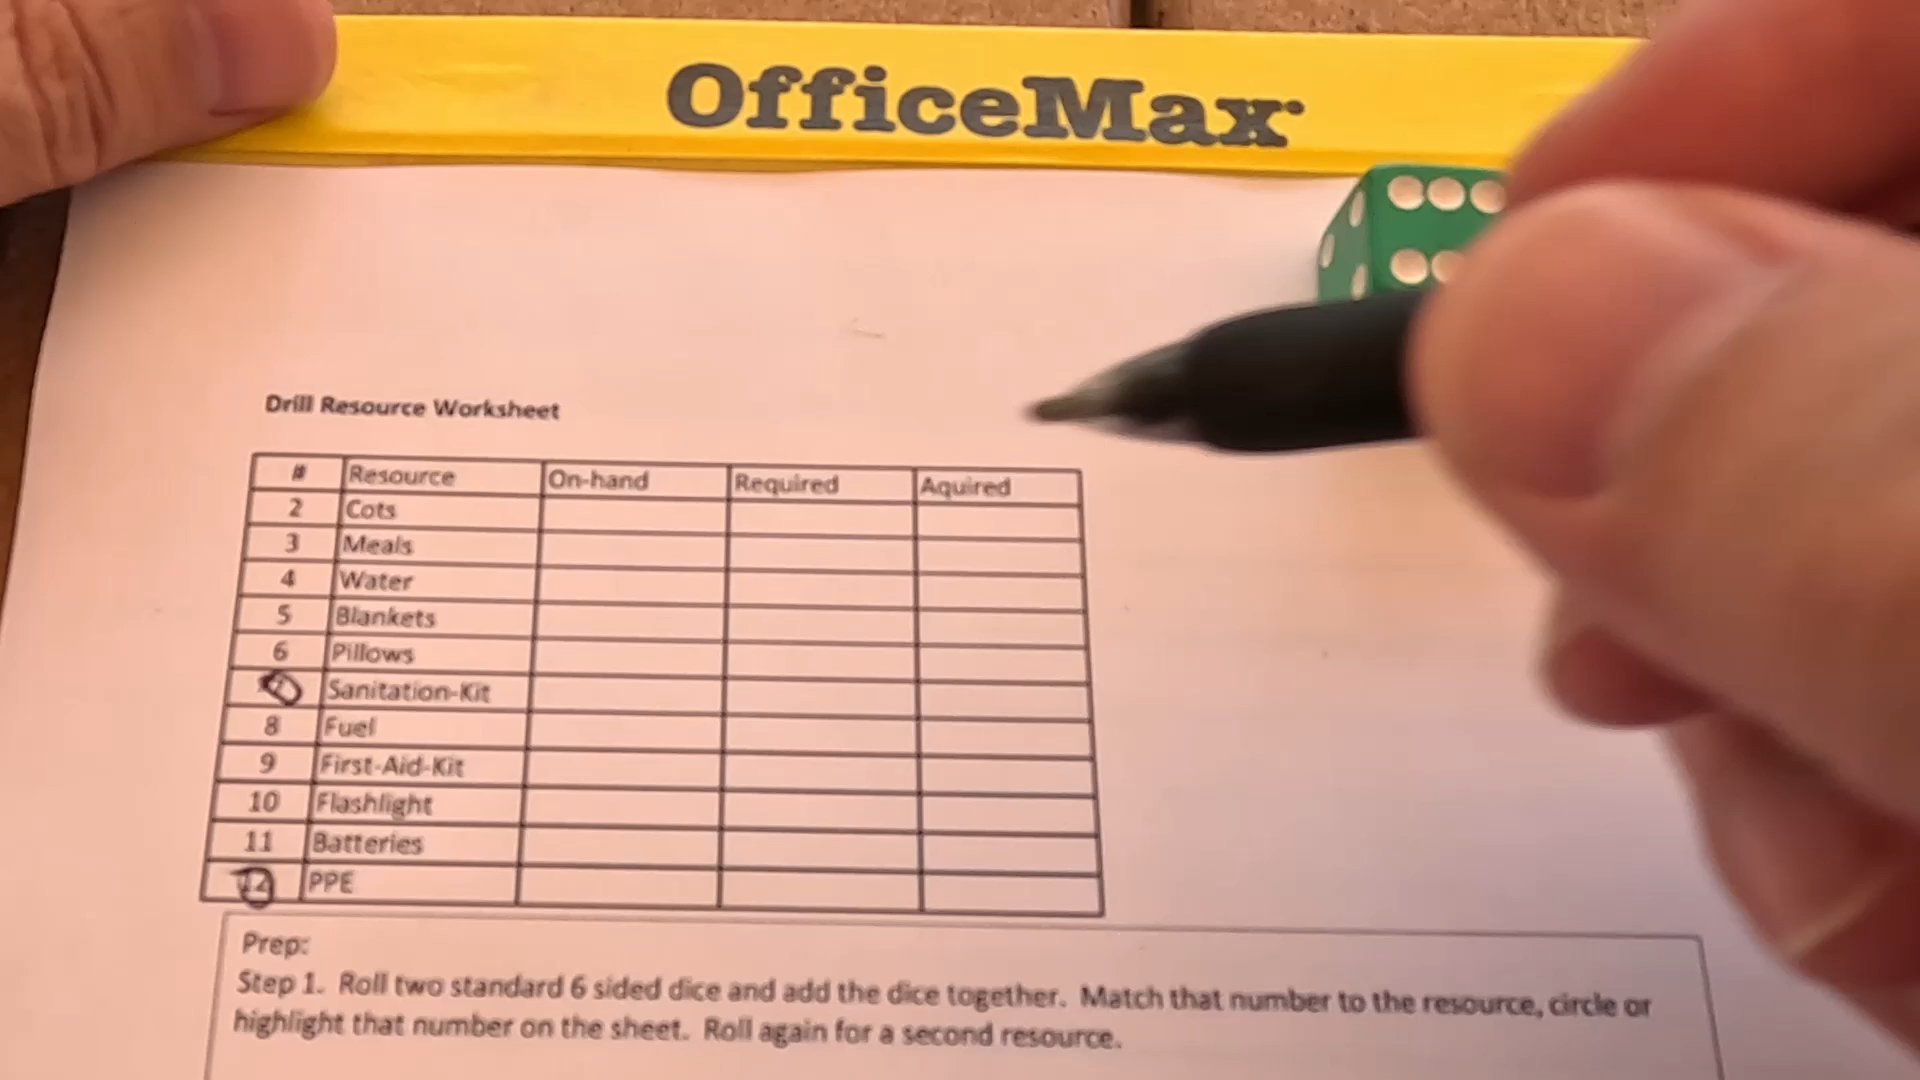 OfficeMax
Drill Resource Worksheet
# Resource On-hand Required Aquired
2 Cots
3 Meals
4 Water
5 Blankets
6 Pillows
Sanitation-Kit
8 Fuel
9 First-Aid-Kit
10 Flashlight
11 Batteries
12 PPE
Prep:
Step 1. Roll two standard 6 sided dice and add the dice together. Match that number to the resource, circle or
highlight that number on the sheet. Roll again for a second resource.